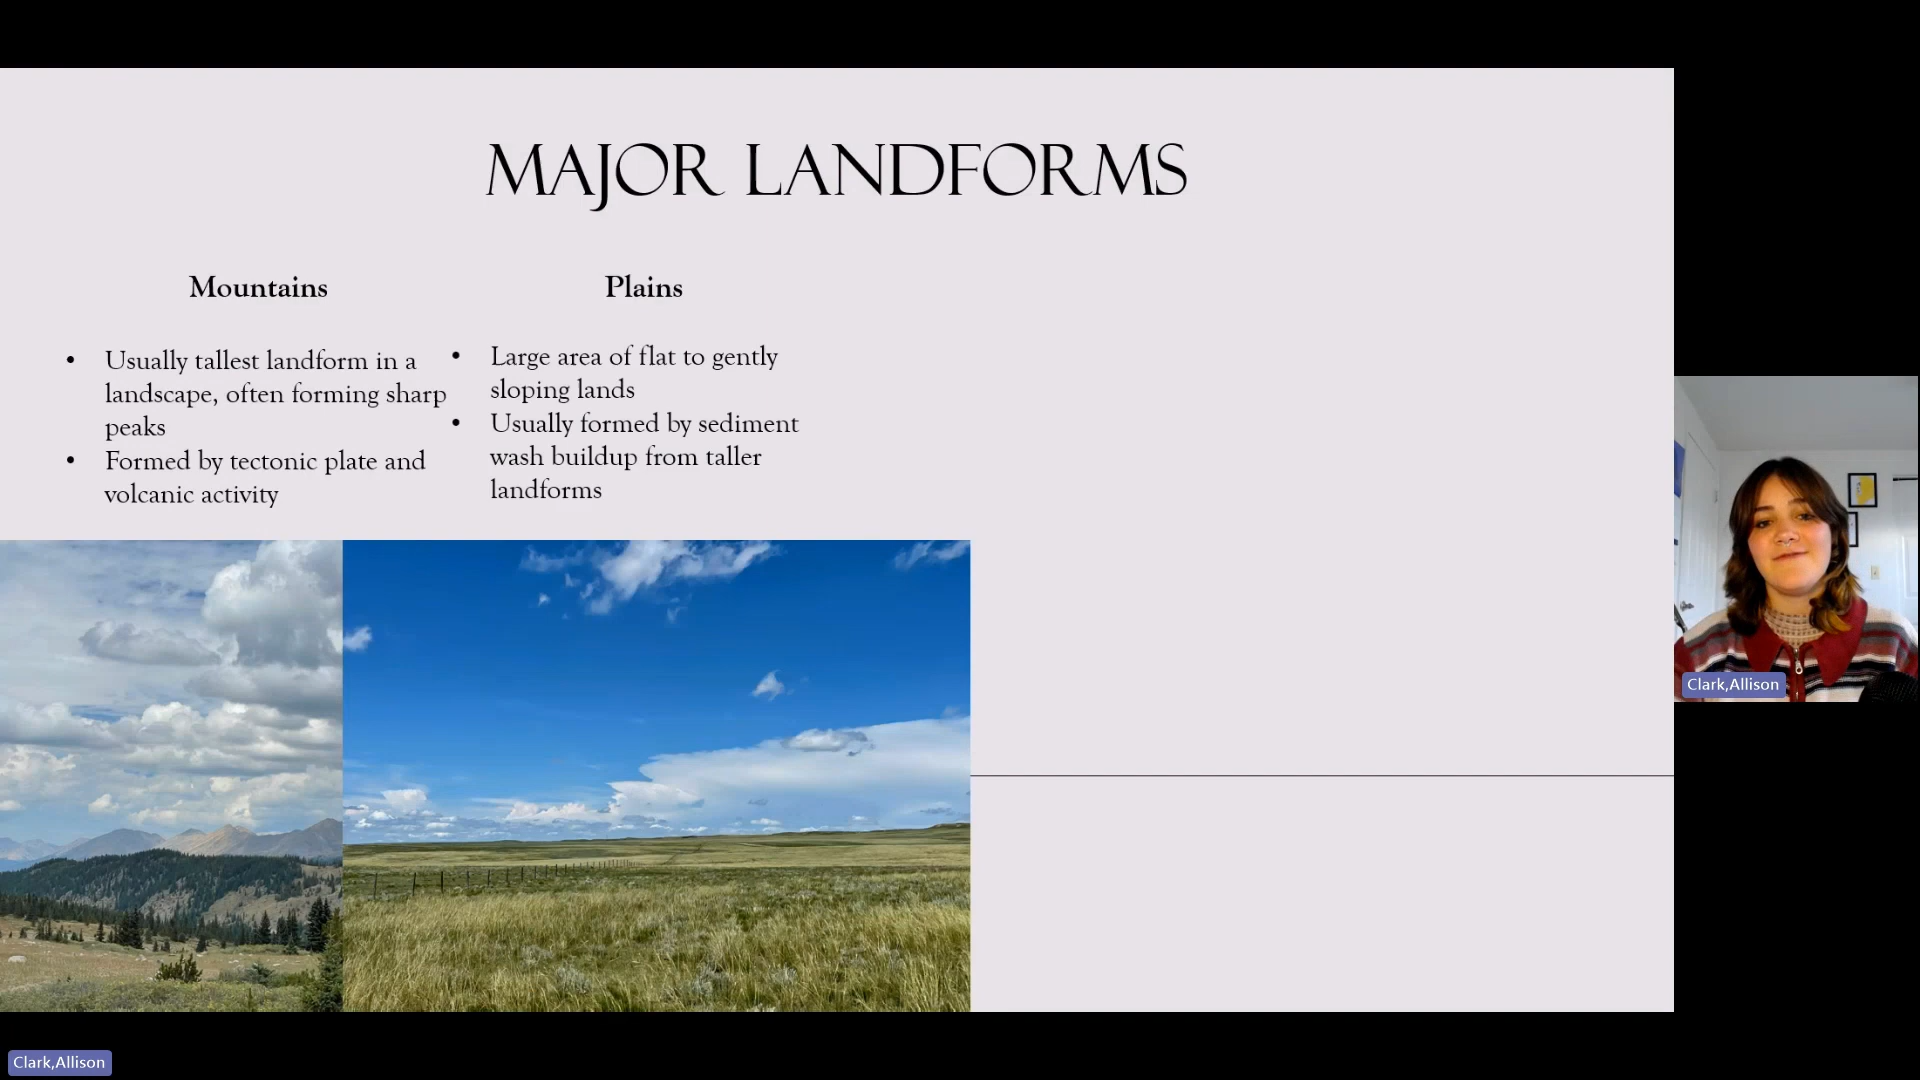 MAJOR LANDFORMS
Mountains
• Usually tallest landform in a
landscape, often forming sharp
peaks
• Formed by tectonic plate and
volcanic activity
Plains
• Large area of flat to gently
sloping lands
• Usually formed by sediment
wash buildup from taller
landforms
Clark,Allison
Clark,Allison